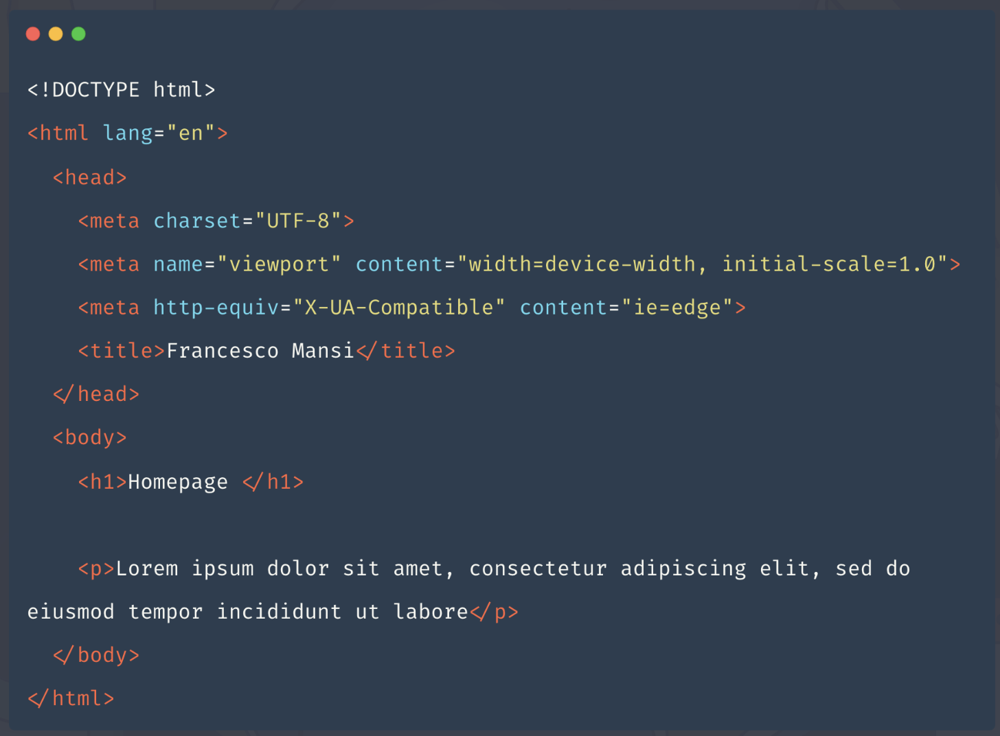 <!DOCTYPE html>
<html lang="en">
  <head>
    <meta charset="UTF-8">
    <meta name="viewport" content="width=device-width, initial-scale=1.0">
    <meta http-equiv="X-UA-Compatible" content="ie=edge">
    <title>Francesco Mansi</title>
  </head>
  <body>
    <h1>Homepage </h1>

    <p>Lorem ipsum dolor sit amet, consectetur adipiscing elit, sed do
eiusmod tempor incididunt ut labore</p>
  </body>
</html>